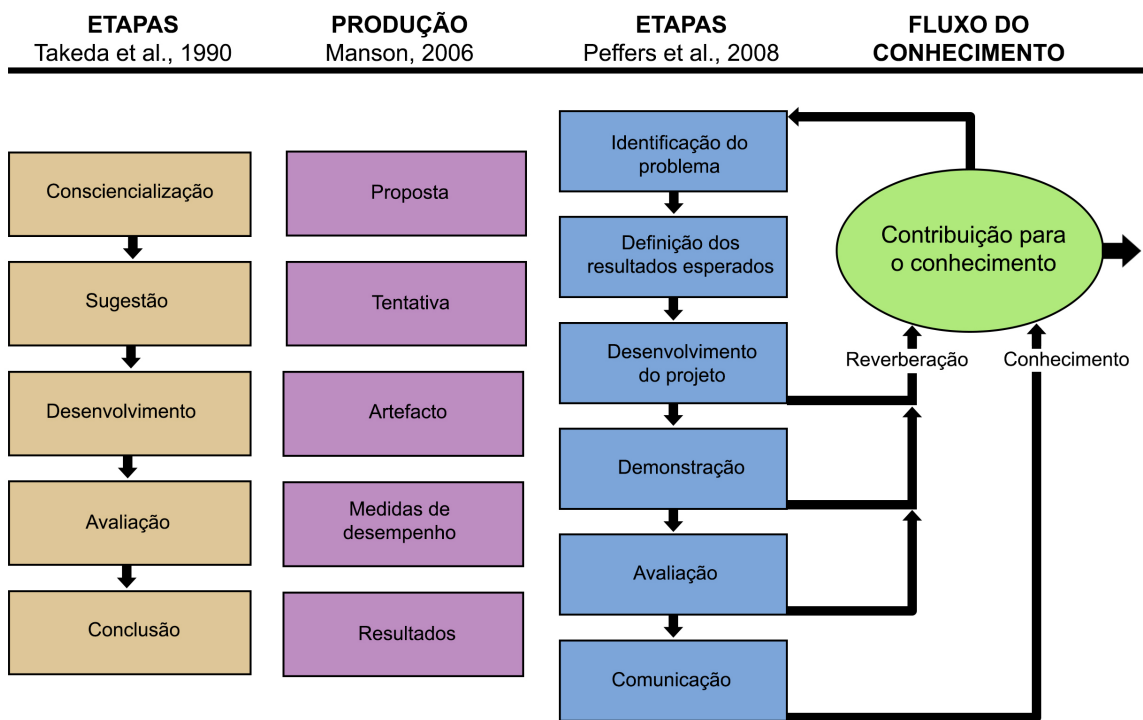 ETAPAS
Takeda et al., 1990
PRODUÇÃO
Manson, 2006
ETAPAS
Peffers et al., 2008
FLUXO DO
CONHECIMENTO
Consciencialização
Sugestão
Desenvolvimento
Avaliação
Conclusão
Proposta
Tentativa
Artefacto
Medidas de
desempenho
Resultados
Identificação do
problema
Definição dos
resultados esperados
Desenvolvimento
do projeto
Demonstração
Avaliação
Comunicação
Contribuição para
o conhecimento
Reverberação
Conhecimento